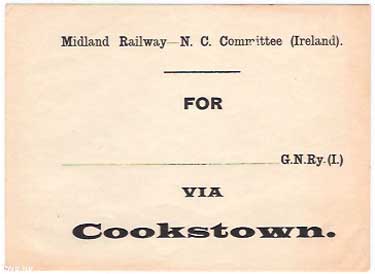 Midland Railway—N. C. Committee (Ireland).
FOR
G.N.Ry.(I.)
VIA
Cookstown.